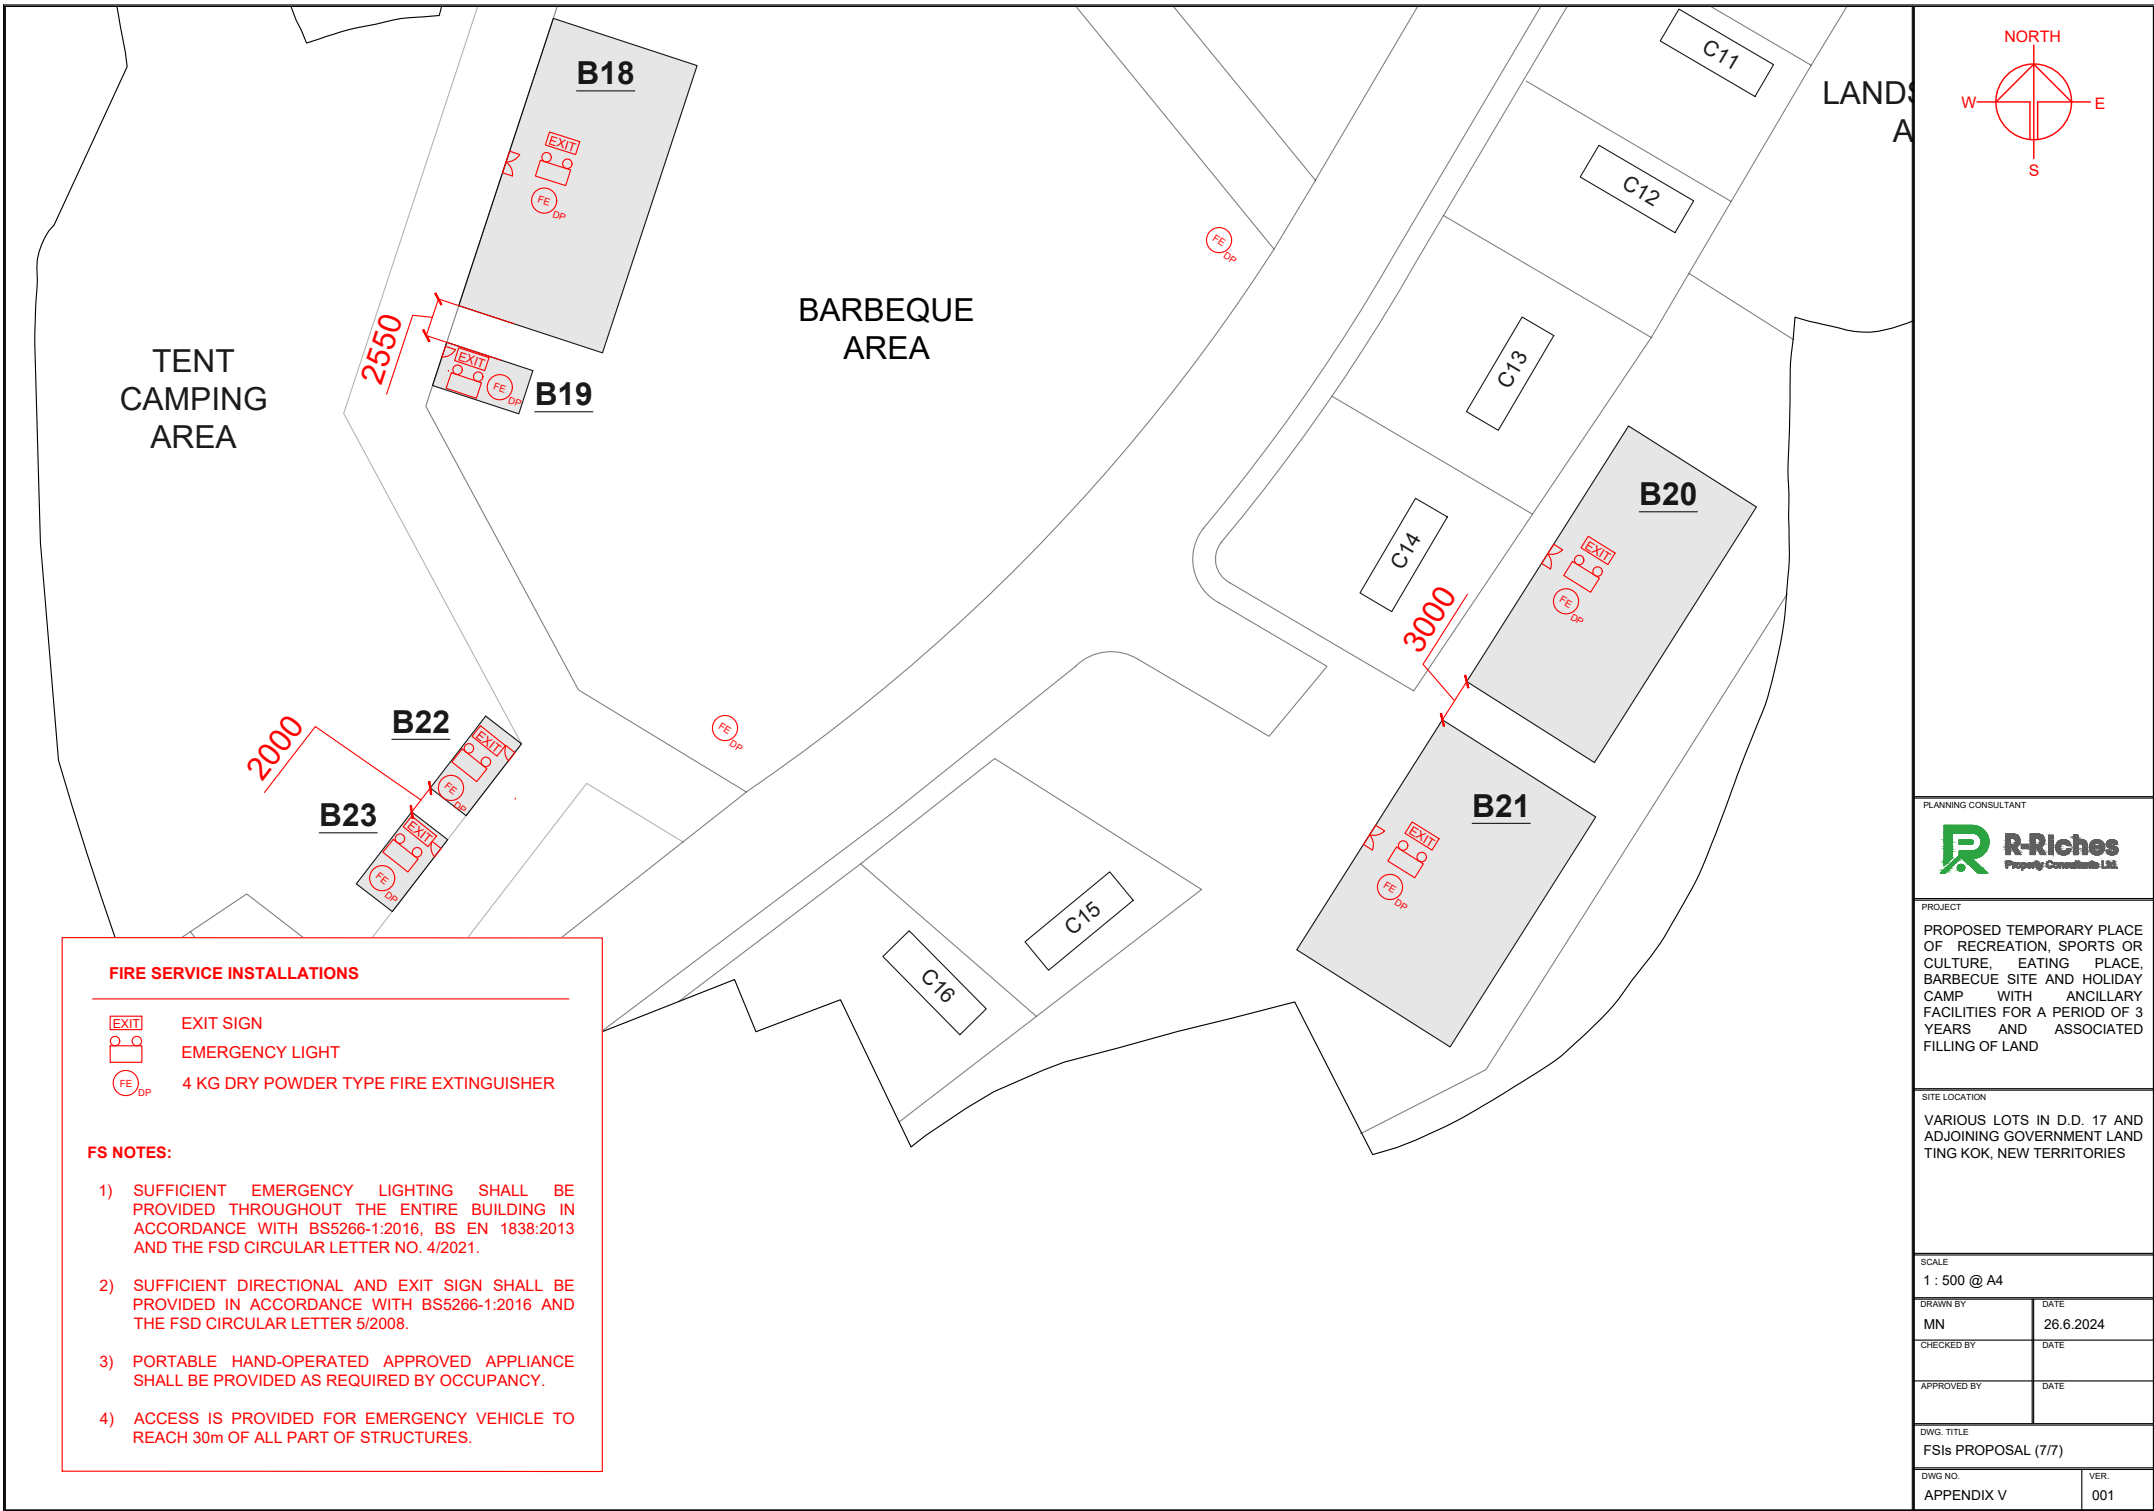 B18
EXIT
FE
DP
2550
EXIT
FE
DP
B19
TENT
CAMPING
AREA
BARBEQUE
AREA
FE
DP
C11
C12
C13
C14
LANDS
A
B20
EXIT
FE
DP
3000
B21
EXIT
FE
DP
FE
DP
B22
EXIT
FE
DP
2000
B23
EXIT
FE
DP
C15
C16
FIRE SERVICE INSTALLATIONS
EXIT EXIT SIGN
EMERGENCY LIGHT
FE DP 4 KG DRY POWDER TYPE FIRE EXTINGUISHER
FS NOTES:
1) SUFFICIENT EMERGENCY LIGHTING SHALL BE
PROVIDED THROUGHOUT THE ENTIRE BUILDING IN
ACCORDANCE WITH BS5266-1:2016, BS EN 1838:2013
AND THE FSD CIRCULAR LETTER NO. 4/2021.
2) SUFFICIENT DIRECTIONAL AND EXIT SIGN SHALL BE
PROVIDED IN ACCORDANCE WITH BS5266-1:2016 AND
THE FSD CIRCULAR LETTER 5/2008.
3) PORTABLE HAND-OPERATED APPROVED APPLIANCE
SHALL BE PROVIDED AS REQUIRED BY OCCUPANCY.
4) ACCESS IS PROVIDED FOR EMERGENCY VEHICLE TO
REACH 30m OF ALL PART OF STRUCTURES.
NORTH
W E
S
PLANNING CONSULTANT
R-Riches
Property Consultants Ltd.
PROJECT
PROPOSED TEMPORARY PLACE
OF RECREATION, SPORTS OR
CULTURE, EATING PLACE,
BARBECUE SITE AND HOLIDAY
CAMP WITH ANCILLARY
FACILITIES FOR A PERIOD OF 3
YEARS AND ASSOCIATED
FILLING OF LAND
SITE LOCATION
VARIOUS LOTS IN D.D. 17 AND
ADJOINING GOVERNMENT LAND
TING KOK, NEW TERRITORIES
SCALE
1 : 500 @ A4
DRAWN BY DATE
MN 26.6.2024
CHECKED BY DATE
APPROVED BY DATE
DWG. TITLE
FSIs PROPOSAL (7/7)
DWG NO. VER.
APPENDIX V 001